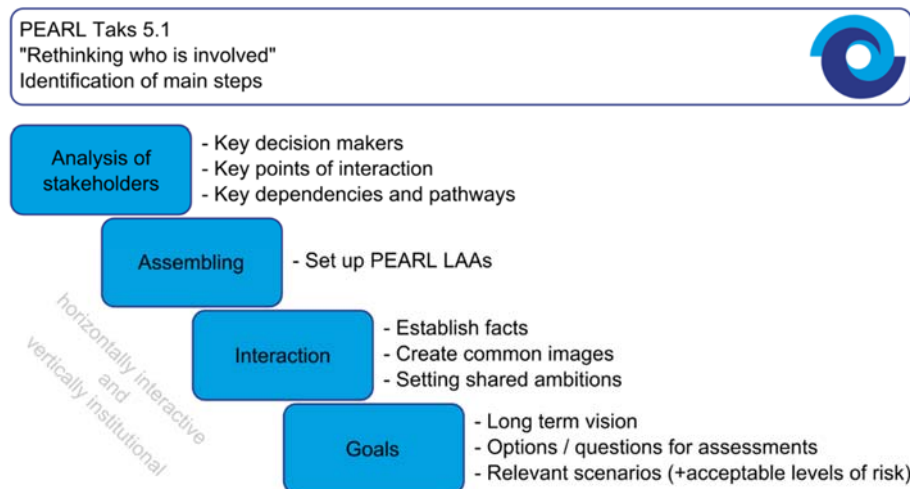 PEARL Taks 5.1
"Rethinking who is involved"
Identification of main steps
Analysis of
stakeholders
- Key decision makers
- Key points of interaction
- Key dependencies and pathways
Assembling
- Set up PEARL LAAs
Interaction
- Establish facts
- Create common images
- Setting shared ambitions
Goals
- Long term vision
- Options / questions for assessments
- Relevant scenarios (+acceptable levels of risk)
horizontally interactive
and
vertically institutional